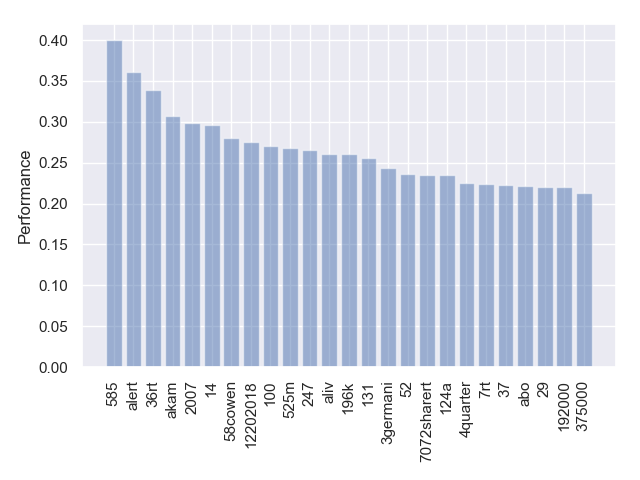 0.40
0.35
0.30
0.25
0.20
0.15
0.10
0.05
0.00
Performance
585
alert
36rt
akam
2007
14
58cowen
12202018
100
525m
247
aliv
196k
131
3germani
52
7072sharert
124a
4quarter
7rt
37
abo
29
192000
375000